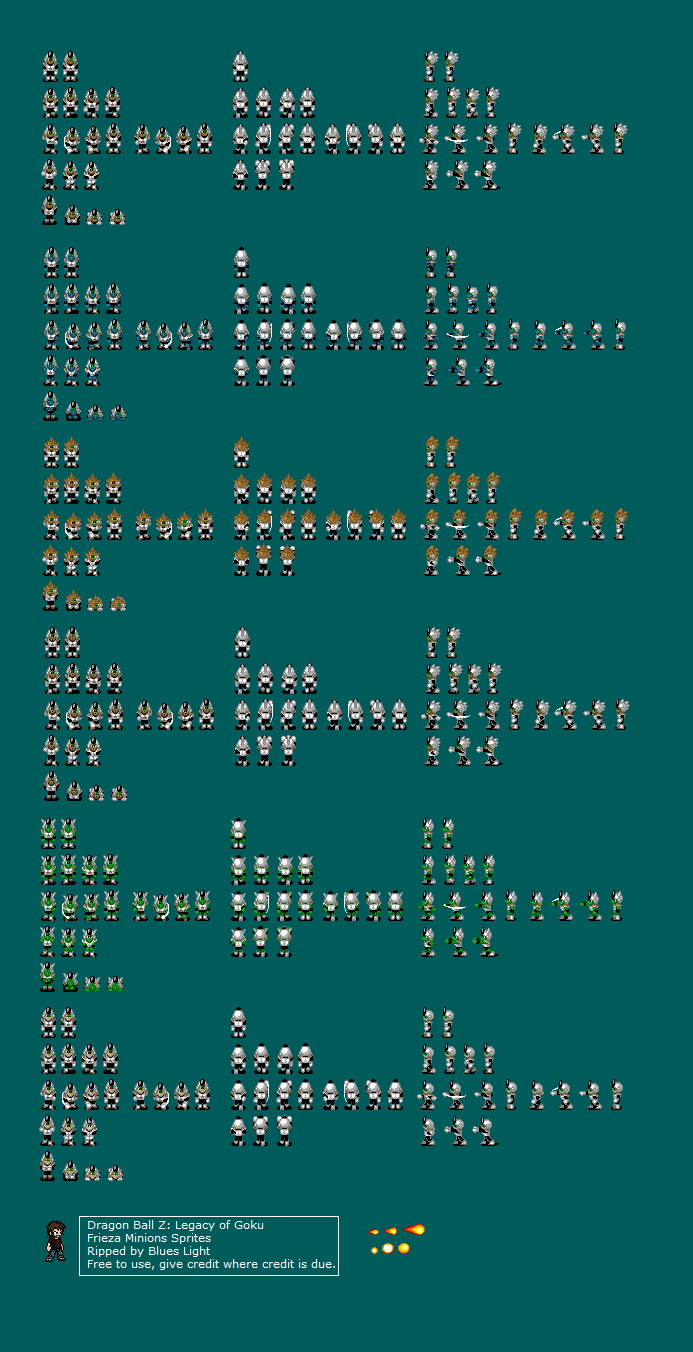 Dragon Ball Z: Legacy of Goku
Frieza Minions Sprites
Ripped by Blues Light
Free to use, give credit where credit is due.